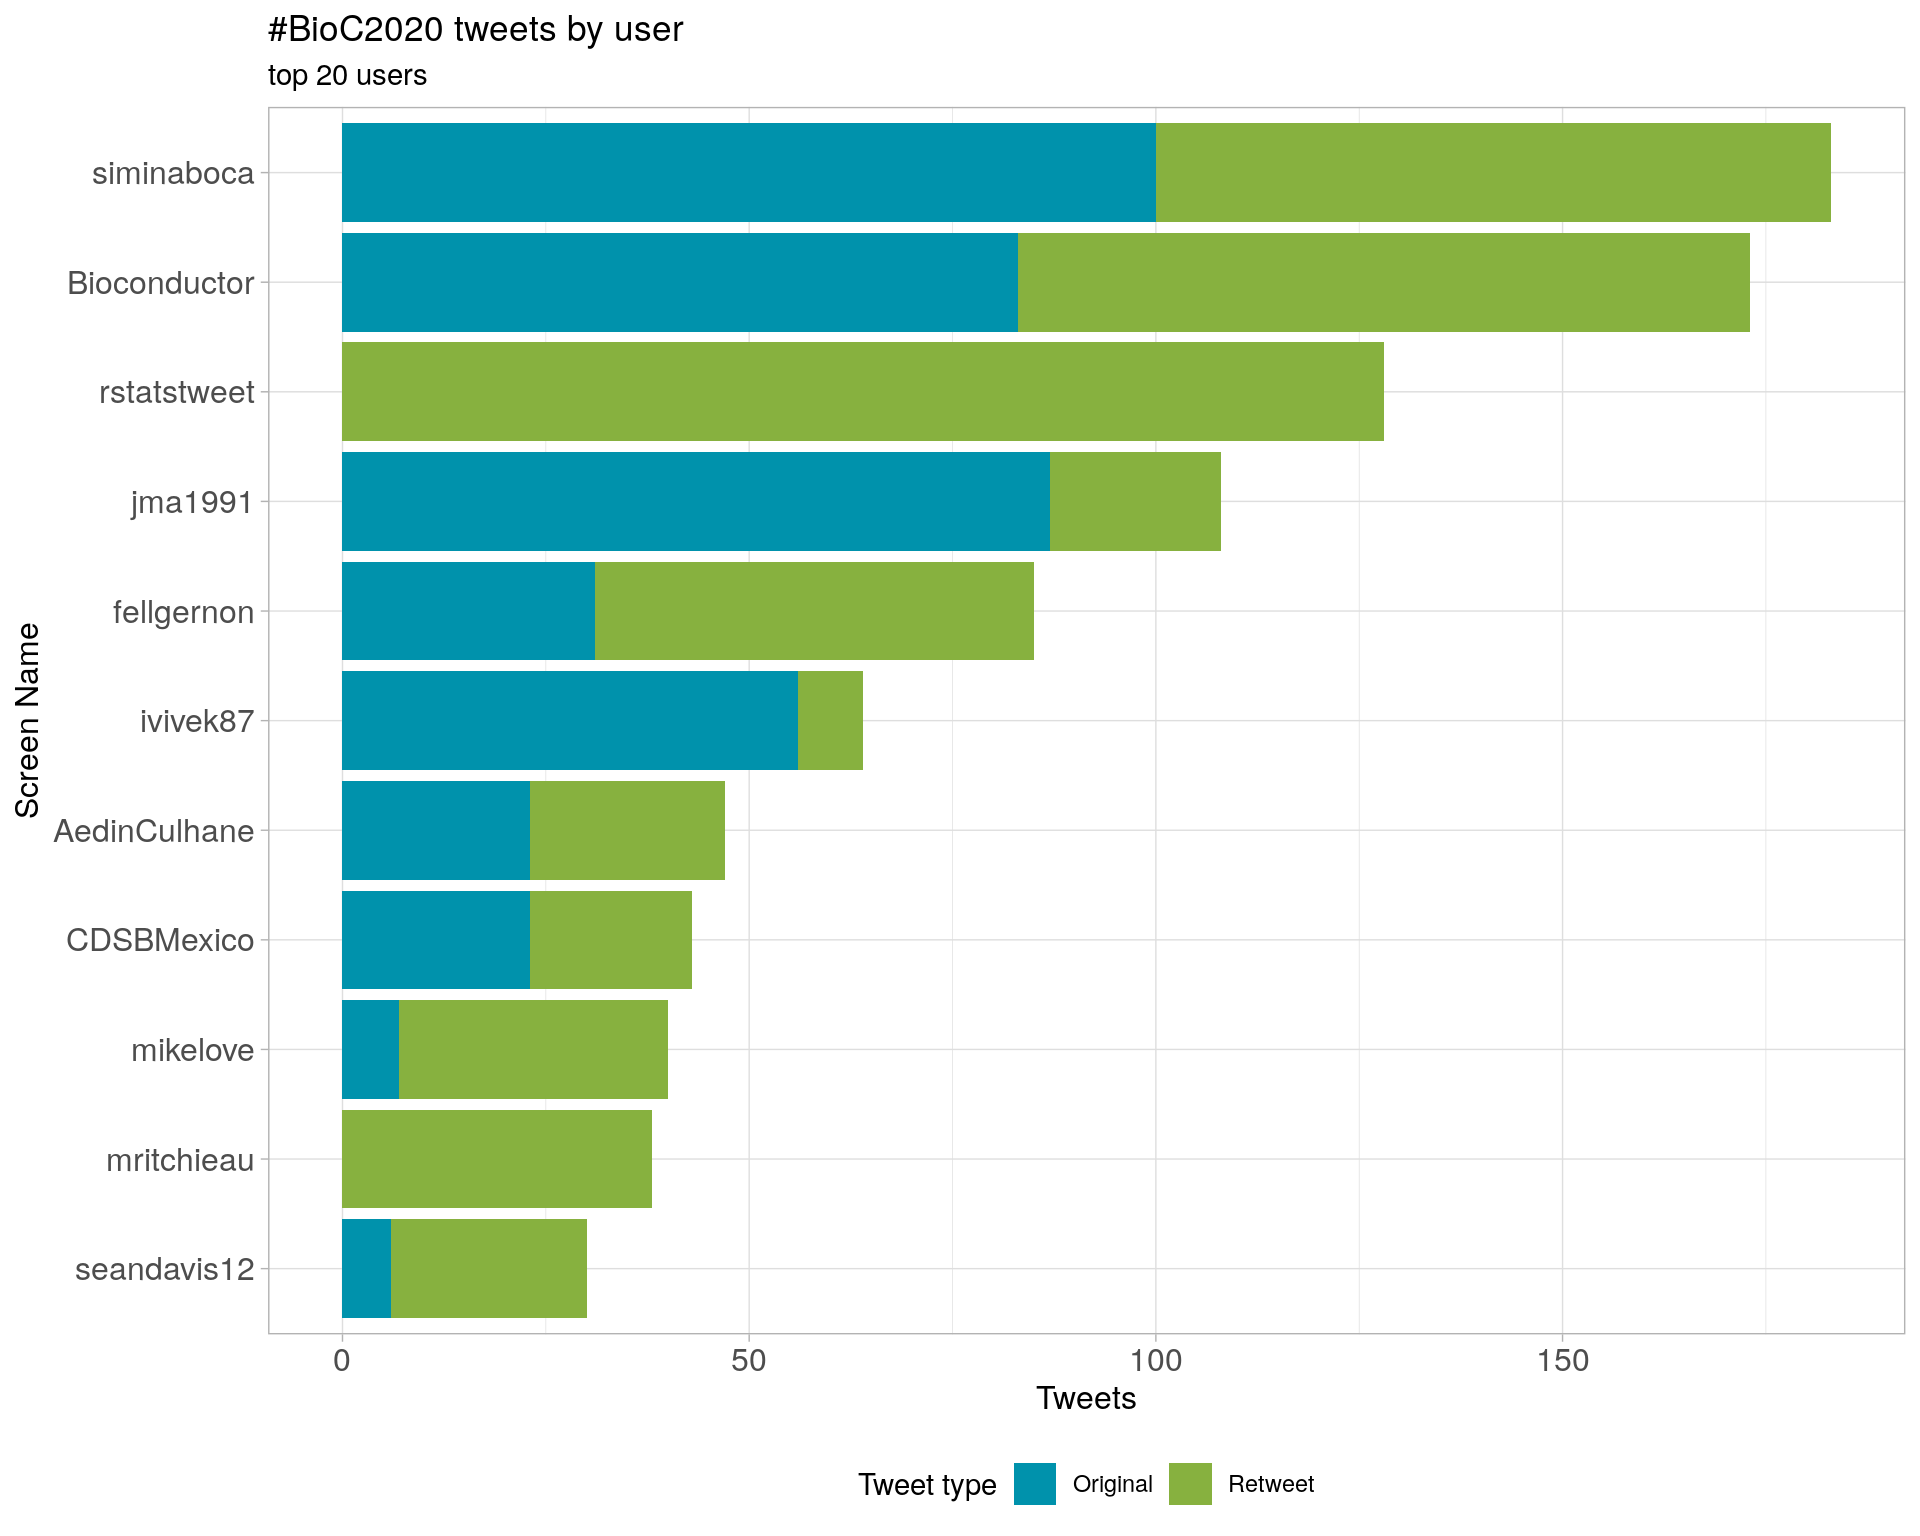 #BioC2020 tweets by user
top 20 users
siminaboca
Bioconductor
rstatstweet
jma1991
fellgernon
ivivek87
AedinCulhane
CDSBMexico
mikelove
mritchieau
seandavis12
Screen Name
0 50 100 150
Tweets
Tweet type Original Retweet